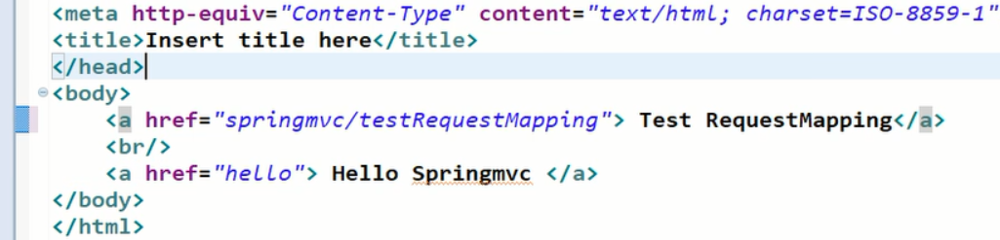 <meta http-equiv="Content-Type" content="text/html; charset=ISO-8859-1"
<title>Insert title here</title>
</head>
<body>
<a href="springmvc/testRequestMapping"> Test RequestMapping</a>
<br/>
<a href="hello"> Hello Springmvc </a>
</body>
</html>